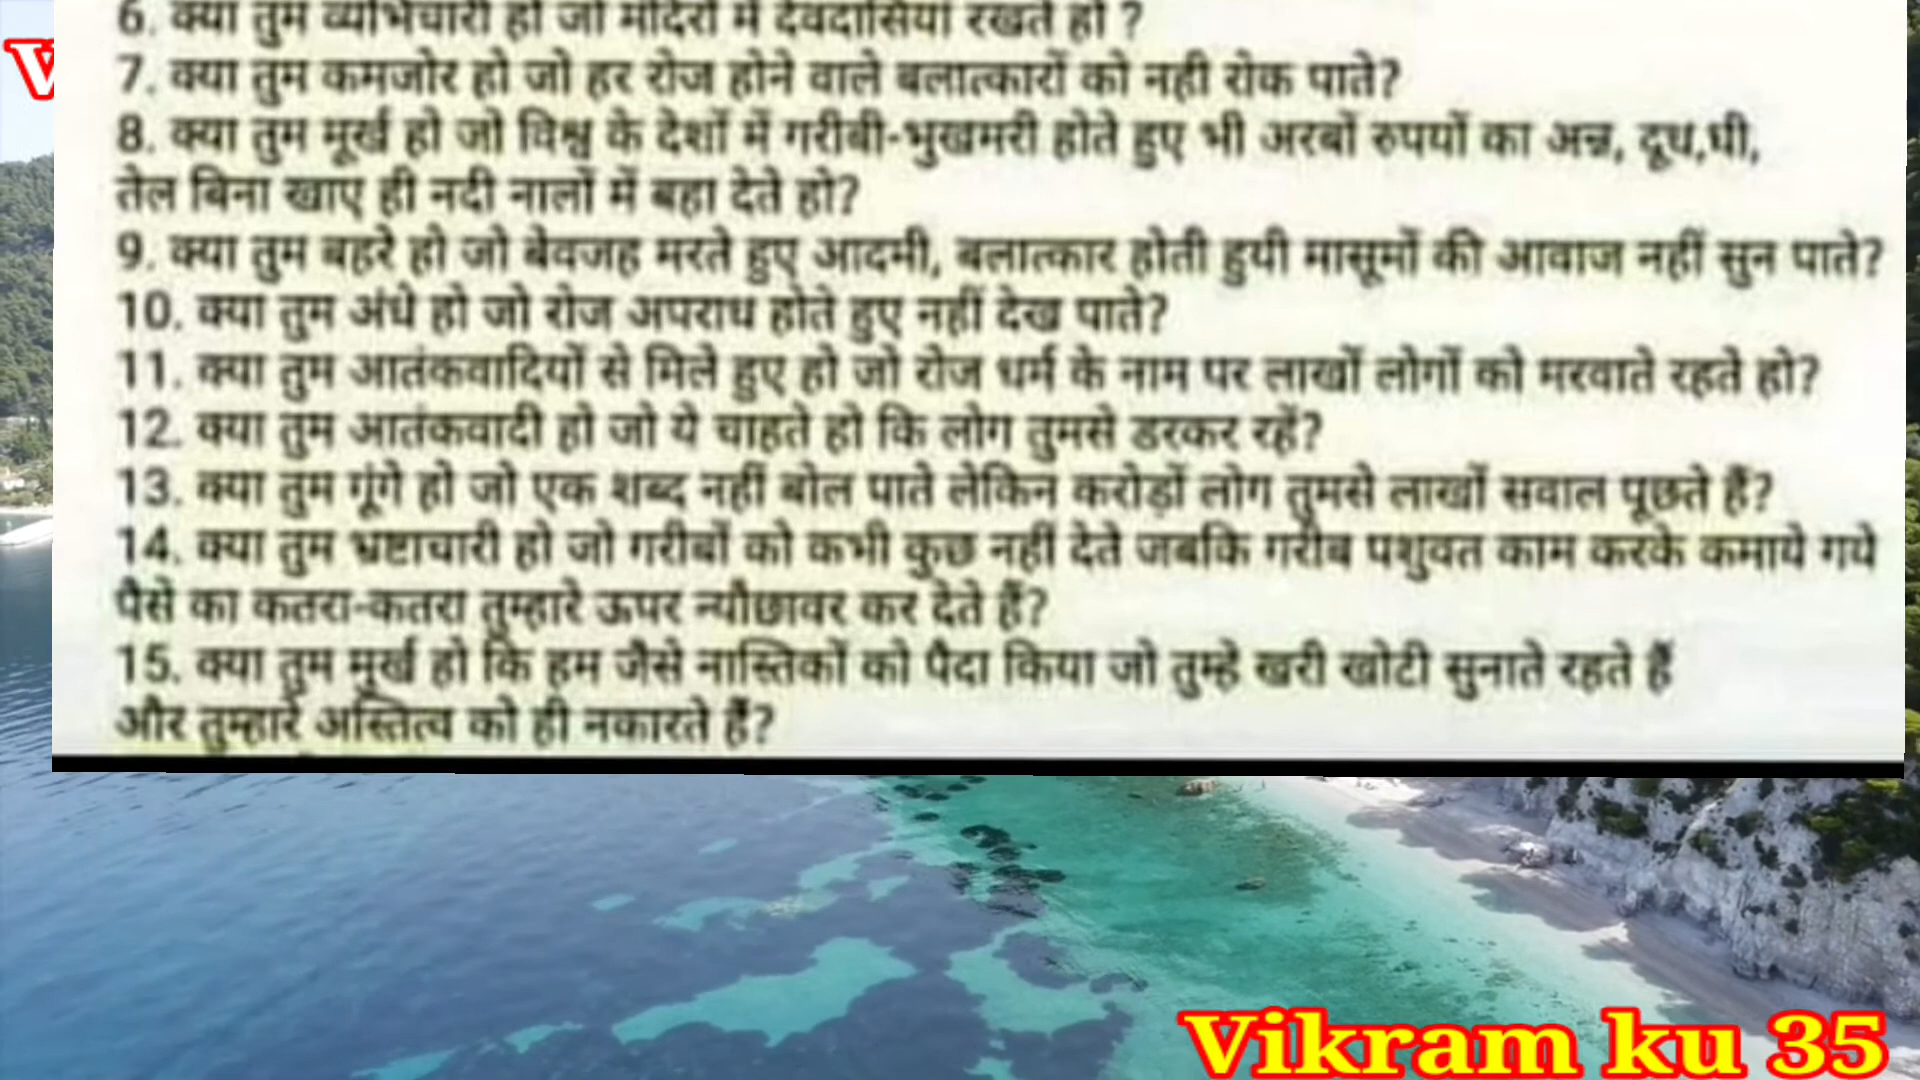 6. क्या तुम व्यभिचारी हो जो मंदिरों में देवदासियां रखते हो ?
7. क्या तुम कमजोर हो जो हर रोज होने वाले बलात्कारों को नही रोक पाते?
8. क्या तुम मूर्ख हो जो विश्व के देशों में गरीबी-भुखमरी होते हुए भी अरबों रुपयों का अन्न, दूध,घी,
तेल बिना खाए ही नदी नालों में बहा देते हो?
9. क्या तुम बहरे हो जो बेवजह मरते हुए आदमी, बलात्कार होती हुयी मासूमों की आवाज नहीं सुन पाते?
10. क्या तुम अंधे हो जो रोज अपराध होते हुए नहीं देख पाते?
11. क्या तुम आतंकवादियों से मिले हुए हो जो रोज धर्म के नाम पर लाखों लोगों को मरवाते रहते हो?
12. क्या तुम आतंकवादी हो जो ये चाहते हो कि लोग तुमसे डरकर रहें?
13. क्या तुम गूंगे हो जो एक शब्द नहीं बोल पाते लेकिन करोड़ों लोग तुमसे लाखों सवाल पूछते हैं?
14. क्या तुम भ्रष्टाचारी हो जो गरीबों को कभी कुछ नहीं देते जबकि गरीब पशुवत काम करके कमाये गये
पैसे का कतरा-कतरा तुम्हारे ऊपर न्यौछावर कर देते हैं?
15. क्या तुम मूर्ख हो कि हम जैसे नास्तिकों को पैदा किया जो तुम्हे खरी खोटी सुनाते रहते हैं
और तुम्हारे अस्तित्व को ही नकारते हैं?
Vikram ku 35